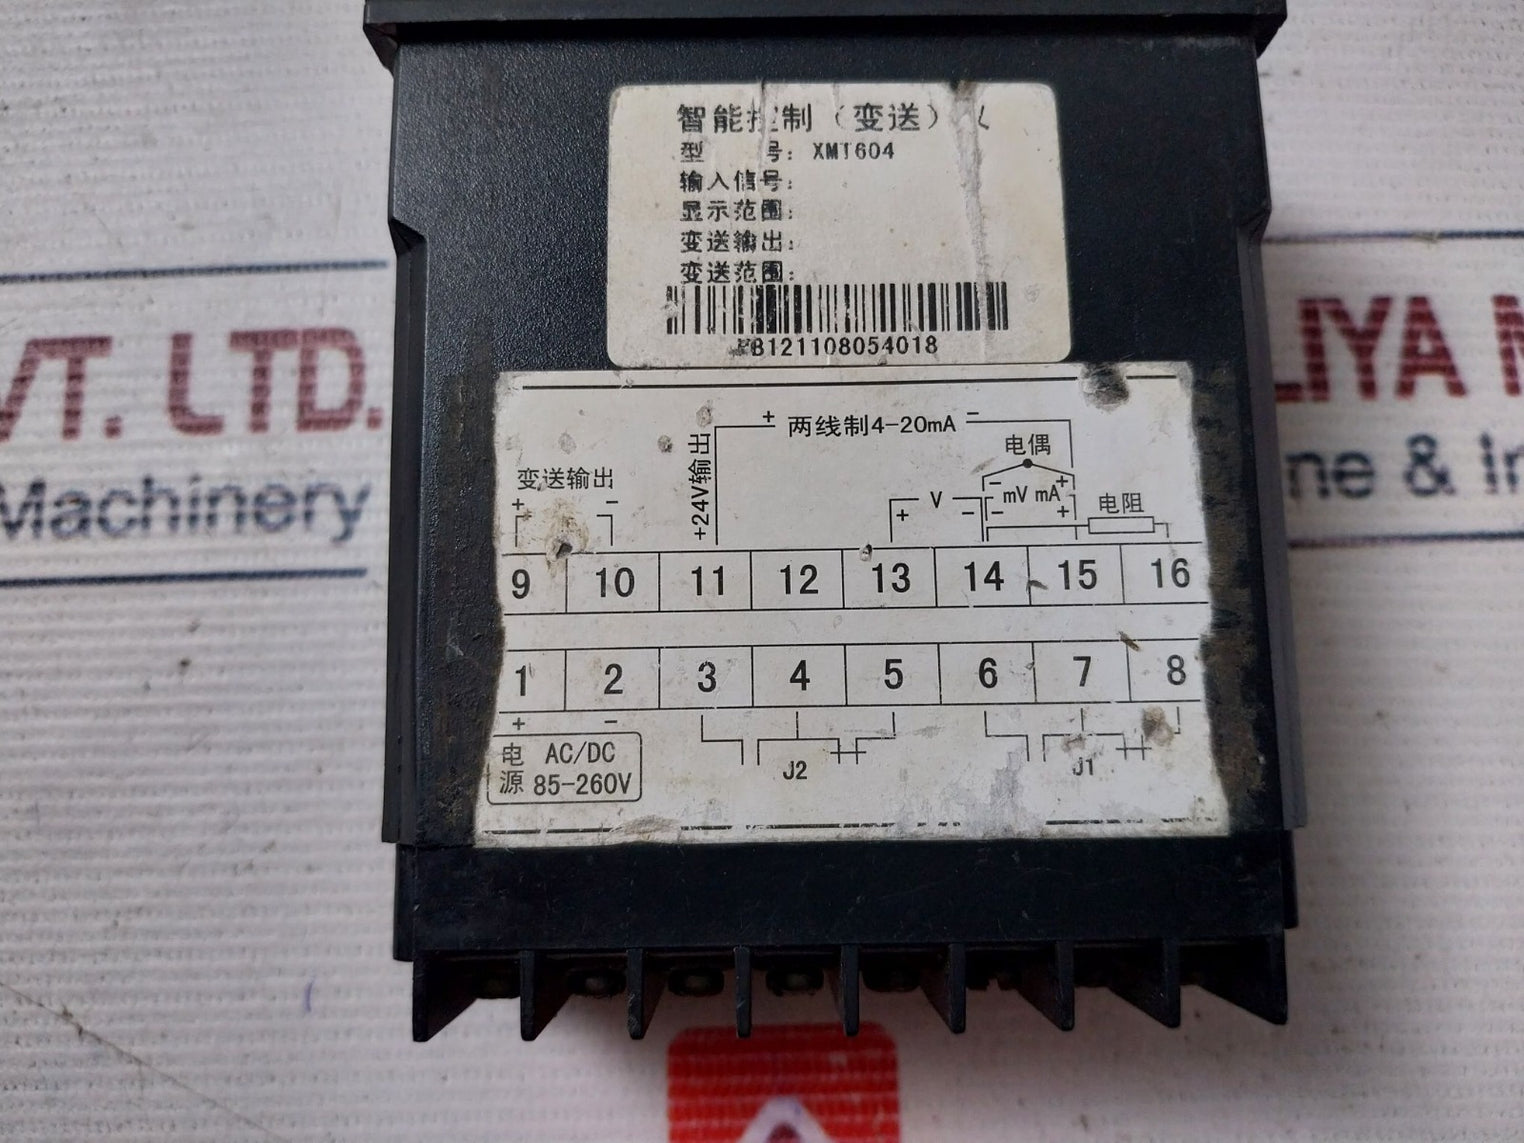 智能控制（变送）仪
型 号：XMT604
输入信号：
显示范围：
变送输出：
变送范围：
B121108054018
+ 两线制4-20mA −
+24V输出
电偶
− +
变送输出
+ −
+ V −
mV mA
− +
电阻
9 10 11 12 13 14 15 16
1 2 3 4 5 6 7 8
+ −
电源 AC/DC
85-260V
J2
J1
VT. LTD.
Machinery
LIYA M
ne & In